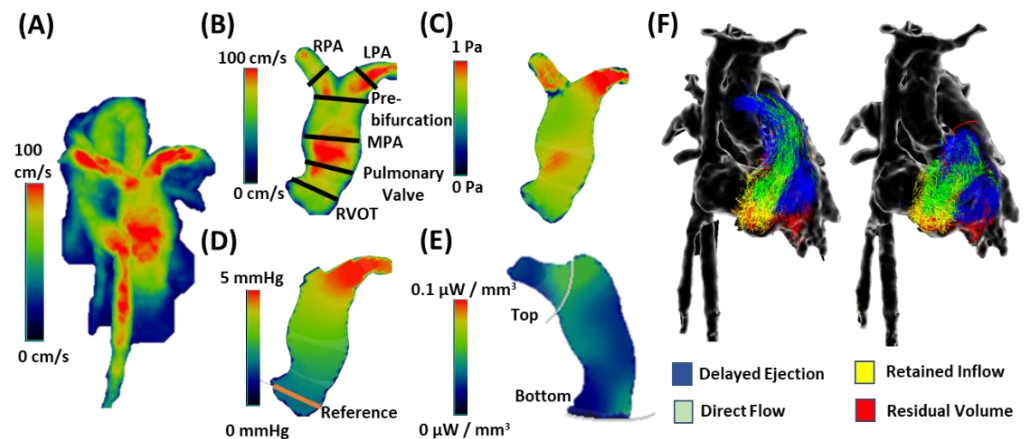 (A)
100
cm/s
0 cm/s
(B)
100 cm/s
0 cm/s
RPA
LPA
Pre-
bifurcation
MPA
Pulmonary
Valve
RVOT
(C)
1 Pa
0 Pa
(D)
5 mmHg
0 mmHg
Reference
(E)
0.1 μW / mm³
0 μW / mm³
Top
Bottom
(F)
Delayed Ejection
Retained Inflow
Direct Flow
Residual Volume